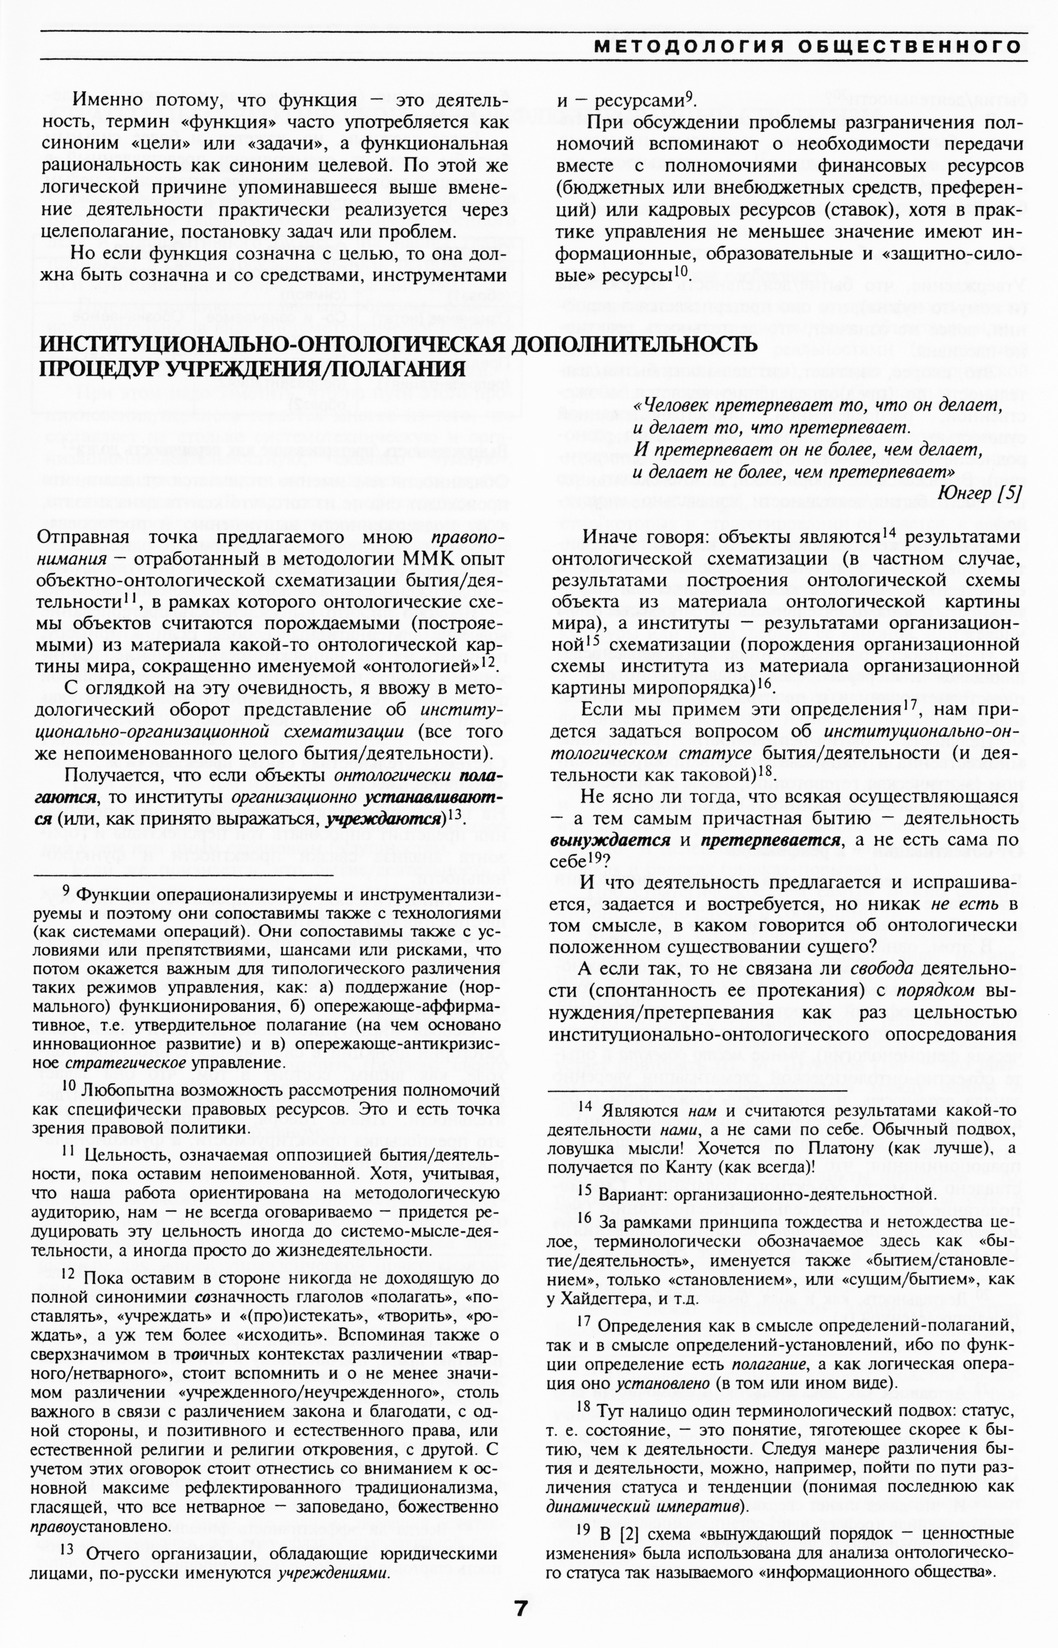 МЕТОДОЛОГИЯ ОБЩЕСТВЕННОГО
Именно потому, что функция — это деятель-
ность, термин «функция» часто употребляется как
синоним «цели» или «задачи», а функциональная
рациональность как синоним целевой. По этой же
логической причине упоминавшееся выше вмене-
ние деятельности практически реализуется через
целеполагание, постановку задач или проблем.
Но если функция созначна с целью, то она дол-
жна быть созначна и со средствами, инструментами
и — ресурсами⁹.
При обсуждении проблемы разграничения пол-
номочий вспоминают о необходимости передачи
вместе с полномочиями финансовых ресурсов
(бюджетных или внебюджетных средств, преферен-
ций) или кадровых ресурсов (ставок), хотя в прак-
тике управления не меньшее значение имеют ин-
формационные, образовательные и «защитно-сило-
вые» ресурсы¹⁰.
ИНСТИТУЦИОНАЛЬНО-ОНТОЛОГИЧЕСКАЯ ДОПОЛНИТЕЛЬНОСТЬ
ПРОЦЕДУР УЧРЕЖДЕНИЯ/ПОЛАГАНИЯ
«Человек претерпевает то, что он делает,
и делает то, что претерпевает.
И претерпевает он не более, чем делает,
и делает не более, чем претерпевает»
Юнгер [5]
Отправная точка предлагаемого мною правопо-
нимания — отработанный в методологии ММК опыт
объектно-онтологической схематизации бытия/дея-
тельности¹¹, в рамках которого онтологические схе-
мы объектов считаются порождаемыми (построяе-
мыми) из материала какой-то онтологической кар-
тины мира, сокращенно именуемой «онтологией»¹².
С оглядкой на эту очевидность, я ввожу в мето-
дологический оборот представление об институ-
ционально-организационной схематизации (все того
же непоименованного целого бытия/деятельности).
Получается, что если объекты онтологически пола-
гаются, то институты организационно устанавливают-
ся (или, как принято выражаться, учреждаются)¹³.
⁹ Функции операционализируемы и инструментализи-
руемы и поэтому они сопоставимы также с технологиями
(как системами операций). Они сопоставимы также с ус-
ловиями или препятствиями, шансами или рисками, что
потом окажется важным для типологического различения
таких режимов управления, как: а) поддержание (нор-
мального) функционирования, б) опережающе-аффирма-
тивное, т.е. утвердительное полагание (на чем основано
инновационное развитие) и в) опережающе-антикризис-
ное стратегическое управление.
¹⁰ Любопытна возможность рассмотрения полномочий
как специфически правовых ресурсов. Это и есть точка
зрения правовой политики.
¹¹ Цельность, означаемая оппозицией бытия/деятель-
ности, пока оставим непоименованной. Хотя, учитывая,
что наша работа ориентирована на методологическую
аудиторию, нам — не всегда оговариваемо — придется ре-
дуцировать эту цельность иногда до системо-мысле-дея-
тельности, а иногда просто до жизнедеятельности.
¹² Пока оставим в стороне никогда не доходящую до
полной синонимии созначность глаголов «полагать», «по-
ставлять», «учреждать» и «(про)истекать», «творить», «ро-
ждать», а уж тем более «исходить». Вспоминая также о
сверхзначимом в троичных контекстах различении «твар-
ного/нетварного», стоит вспомнить и о не менее значи-
мом различении «учрежденного/неучрежденного», столь
важного в связи с различением закона и благодати, с од-
ной стороны, и позитивного и естественного права, или
естественной религии и религии откровения, с другой. С
учетом этих оговорок стоит отнестись со вниманием к ос-
новной максиме рефлектированного традиционализма,
гласящей, что все нетварное — заповедано, божественно
правоустановлено.
¹³ Отчего организации, обладающие юридическими
лицами, по-русски именуются учреждениями.
Иначе говоря: объекты являются¹⁴ результатами
онтологической схематизации (в частном случае,
результатами построения онтологической схемы
объекта из материала онтологической картины
мира), а институты — результатами организацион-
ной¹⁵ схематизации (порождения организационной
схемы института из материала организационной
картины миропорядка)¹⁶.
Если мы примем эти определения¹⁷, нам при-
дется задаться вопросом об институционально-он-
тологическом статусе бытия/деятельности (и дея-
тельности как таковой)¹⁸.
Не ясно ли тогда, что всякая осуществляющаяся
— а тем самым причастная бытию — деятельность
вынуждается и претерпевается, а не есть сама по
себе¹⁹?
И что деятельность предлагается и испрашива-
ется, задается и востребуется, но никак не есть в
том смысле, в каком говорится об онтологически
положенном существовании сущего?
А если так, то не связана ли свобода деятельно-
сти (спонтанность ее протекания) с порядком вы-
нуждения/претерпевания как раз цельностью
институционально-онтологического опосредования
¹⁴ Являются нам и считаются результатами какой-то
деятельности нами, а не сами по себе. Обычный подвох,
ловушка мысли! Хочется по Платону (как лучше), а
получается по Канту (как всегда)!
¹⁵ Вариант: организационно-деятельностной.
¹⁶ За рамками принципа тождества и нетождества це-
лое, терминологически обозначаемое здесь как «бы-
тие/деятельность», именуется также «бытием/становле-
нием», только «становлением», или «сущим/бытием», как
у Хайдеггера, и т.д.
¹⁷ Определения как в смысле определений-полаганий,
так и в смысле определений-установлений, ибо по функ-
ции определение есть полагание, а как логическая опера-
ция оно установлено (в том или ином виде).
¹⁸ Тут налицо один терминологический подвох: статус,
т. е. состояние, — это понятие, тяготеющее скорее к бы-
тию, чем к деятельности. Следуя манере различения бы-
тия и деятельности, можно, например, пойти по пути раз-
личения статуса и тенденции (понимая последнюю как
динамический императив).
¹⁹ В [2] схема «вынуждающий порядок — ценностные
изменения» была использована для анализа онтологическо-
го статуса так называемого «информационного общества».
7